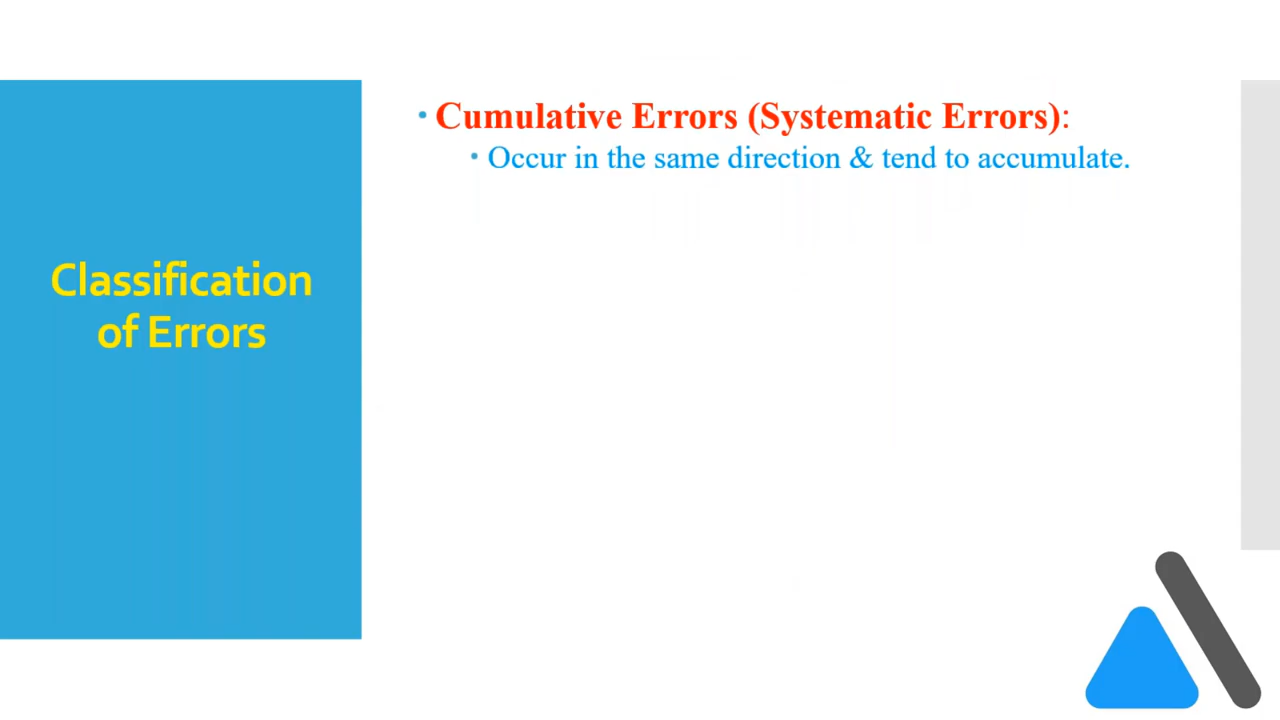 Classification
of Errors
• Cumulative Errors (Systematic Errors):
• Occur in the same direction & tend to accumulate.